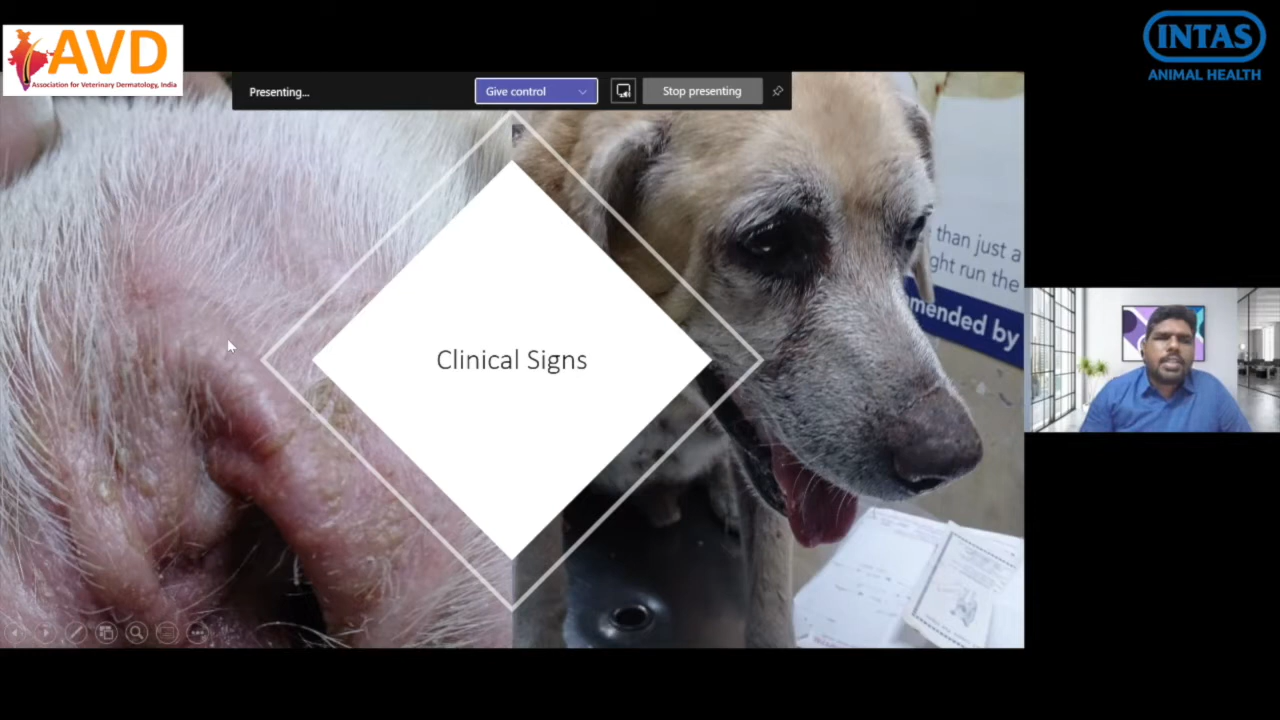 AVD
Association for Veterinary Dermatology, India
INTAS
ANIMAL HEALTH
Presenting...
Give control
Stop presenting
Clinical Signs
than just a
ght run the
mended by